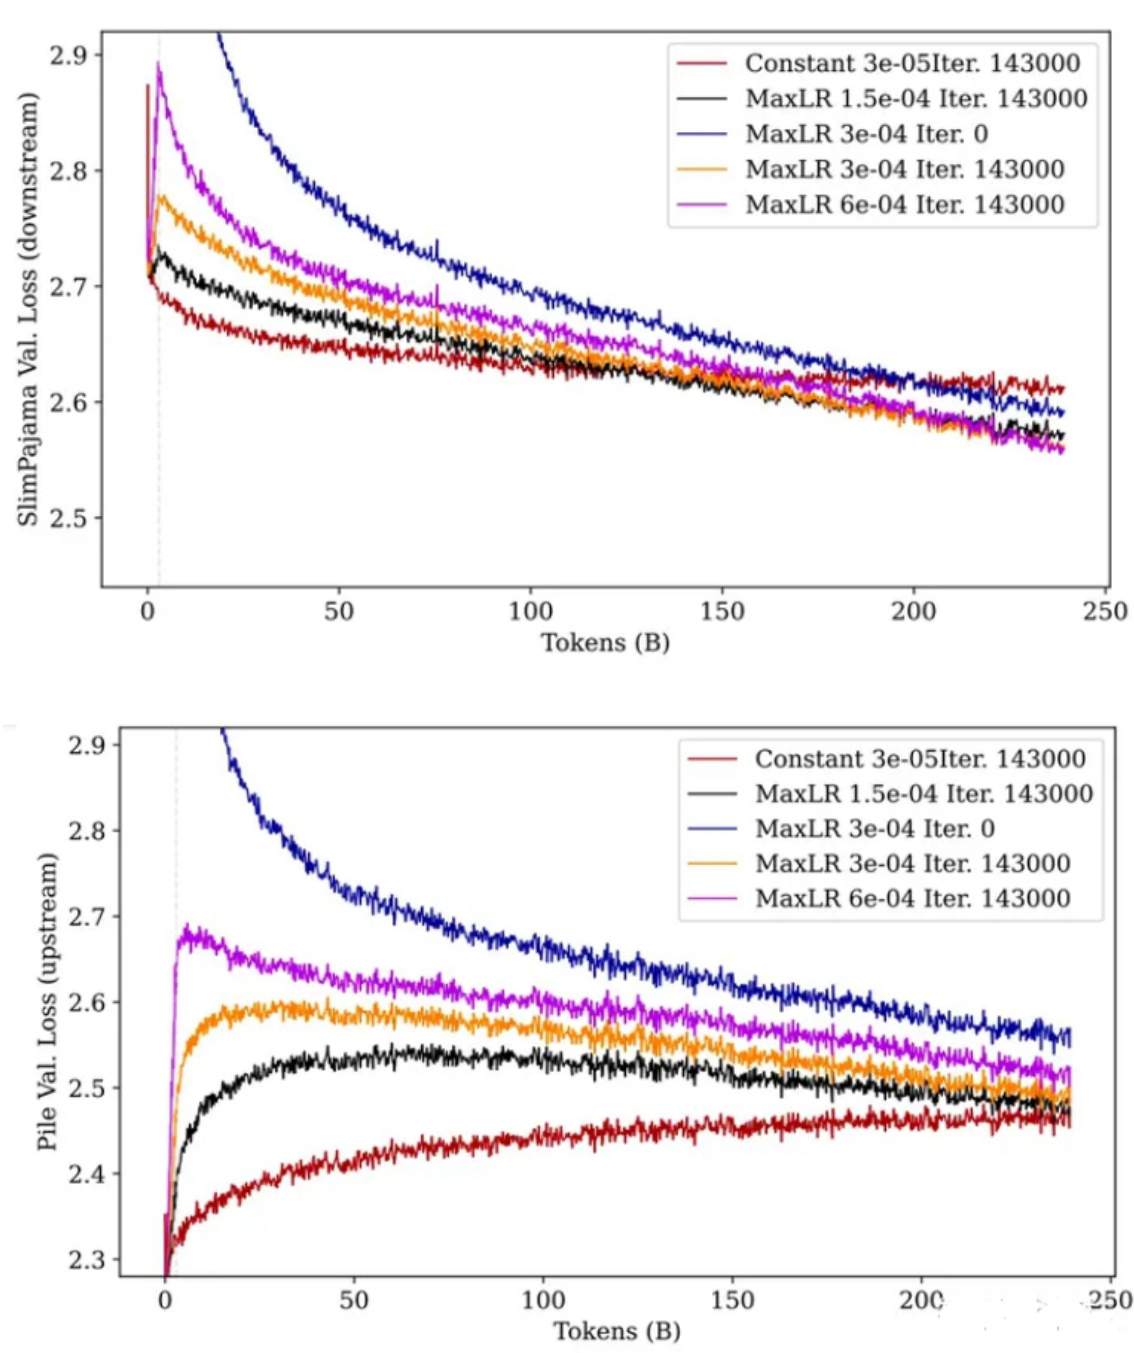 SlimPajama Val. Loss (downstream)
2.9
2.8
2.7
2.6
2.5
Constant 3e-05Iter. 143000
MaxLR 1.5e-04 Iter. 143000
MaxLR 3e-04 Iter. 0
MaxLR 3e-04 Iter. 143000
MaxLR 6e-04 Iter. 143000
0 50 100 150 200 250
Tokens (B)
Pile Val. Loss (upstream)
2.9
2.8
2.7
2.6
2.5
2.4
2.3
Constant 3e-05Iter. 143000
MaxLR 1.5e-04 Iter. 143000
MaxLR 3e-04 Iter. 0
MaxLR 3e-04 Iter. 143000
MaxLR 6e-04 Iter. 143000
0 50 100 150 200 250
Tokens (B)